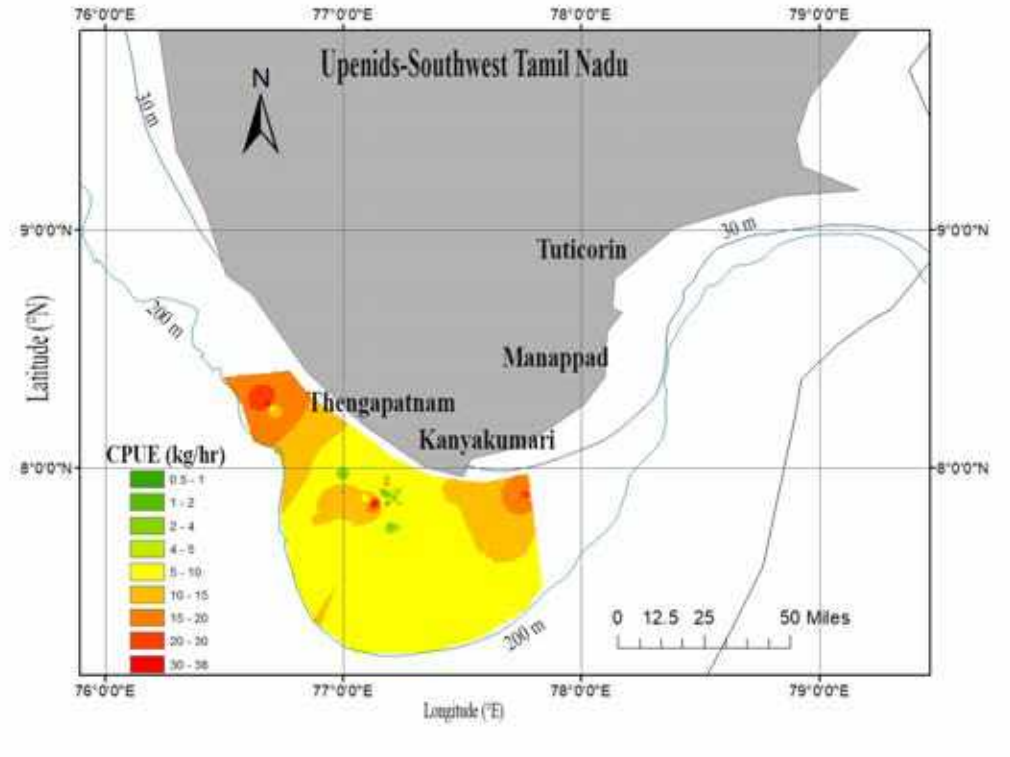 76°0'0"E 77°0'0"E 78°0'0"E 79°0'0"E
Upenids-Southwest Tamil Nadu
N
30 m
9°0'0"N 9°0'0"N
30 m
Tuticorin
200 m
Latitude (°N)
Manappad
Thengapatnam
Kanyakumari
CPUE (kg/hr)
8°0'0"N 8°0'0"N
0.5 - 1
1 - 2
2 - 4
4 - 5
5 - 10
10 - 15
15 - 20
20 - 30
30 - 38
0 12.5 25 50 Miles
200 m
76°0'0"E 77°0'0"E 78°0'0"E 79°0'0"E
Longitude (°E)